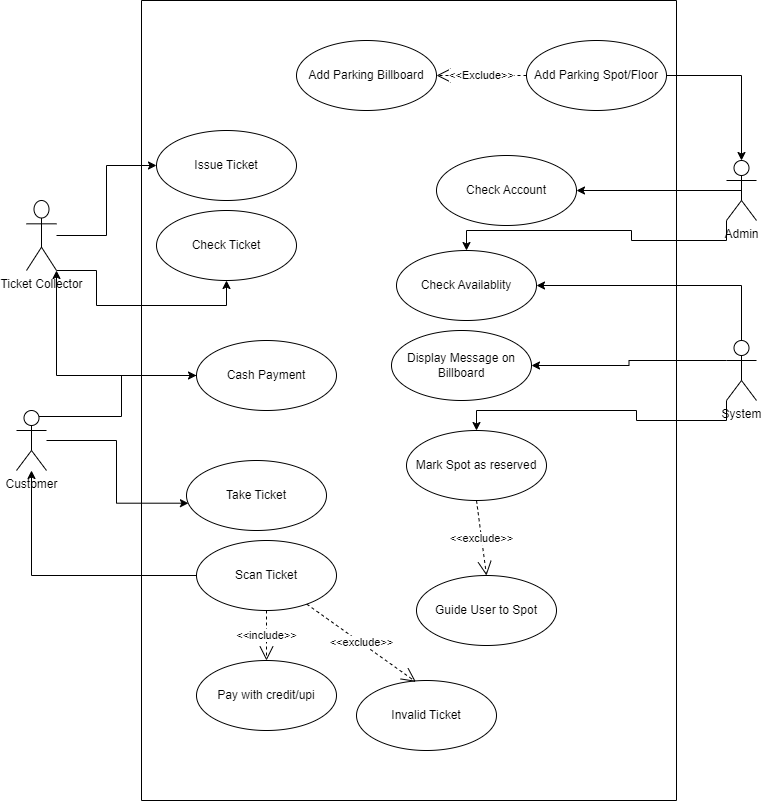 Add Parking Billboard
<<Exclude>>
Add Parking Spot/Floor
Issue Ticket
Check Account
Admin
Check Ticket
Ticket Collector
Check Availablity
Display Message on
Billboard
Cash Payment
System
Mark Spot as reserved
Customer
Take Ticket
<<exclude>>
Scan Ticket
Guide User to Spot
<<include>>
<<exclude>>
Pay with credit/upi
Invalid Ticket